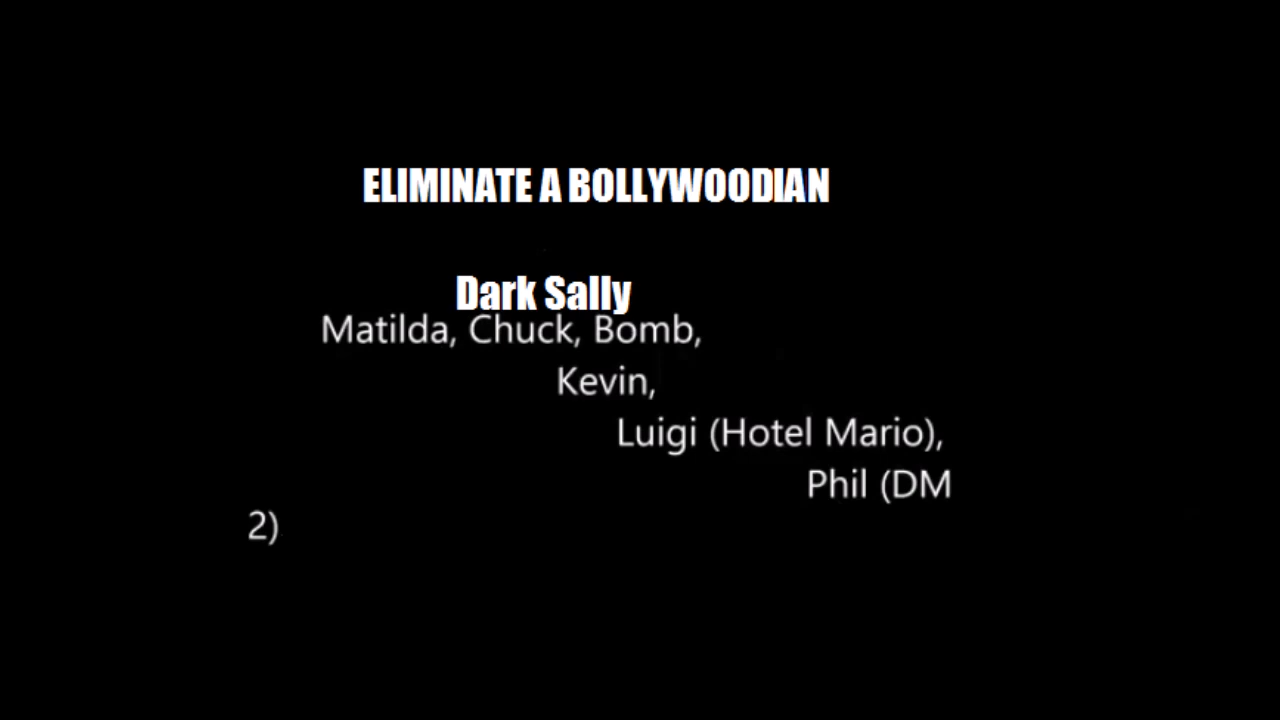 ELIMINATE A BOLLYWOODIAN
Dark Sally
Matilda, Chuck, Bomb,
Kevin,
Luigi (Hotel Mario),
Phil (DM
2)